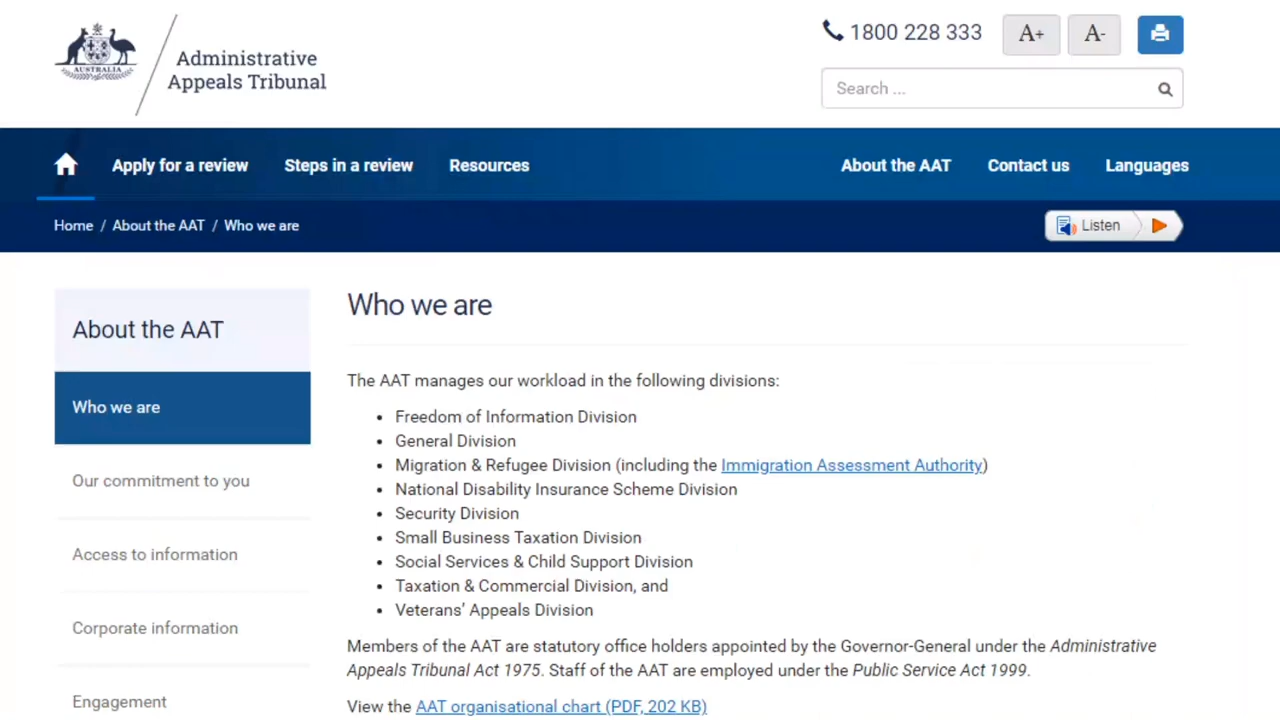 AUSTRALIA
Administrative
Appeals Tribunal
1800 228 333
A+
A-
Search ...
Apply for a review
Steps in a review
Resources
About the AAT
Contact us
Languages
Home / About the AAT / Who we are
Listen
About the AAT
Who we are
Our commitment to you
Access to information
Corporate information
Engagement
Who we are
The AAT manages our workload in the following divisions:
• Freedom of Information Division
• General Division
• Migration & Refugee Division (including the Immigration Assessment Authority)
• National Disability Insurance Scheme Division
• Security Division
• Small Business Taxation Division
• Social Services & Child Support Division
• Taxation & Commercial Division, and
• Veterans' Appeals Division
Members of the AAT are statutory office holders appointed by the Governor-General under the Administrative
Appeals Tribunal Act 1975. Staff of the AAT are employed under the Public Service Act 1999.
View the AAT organisational chart (PDF, 202 KB)